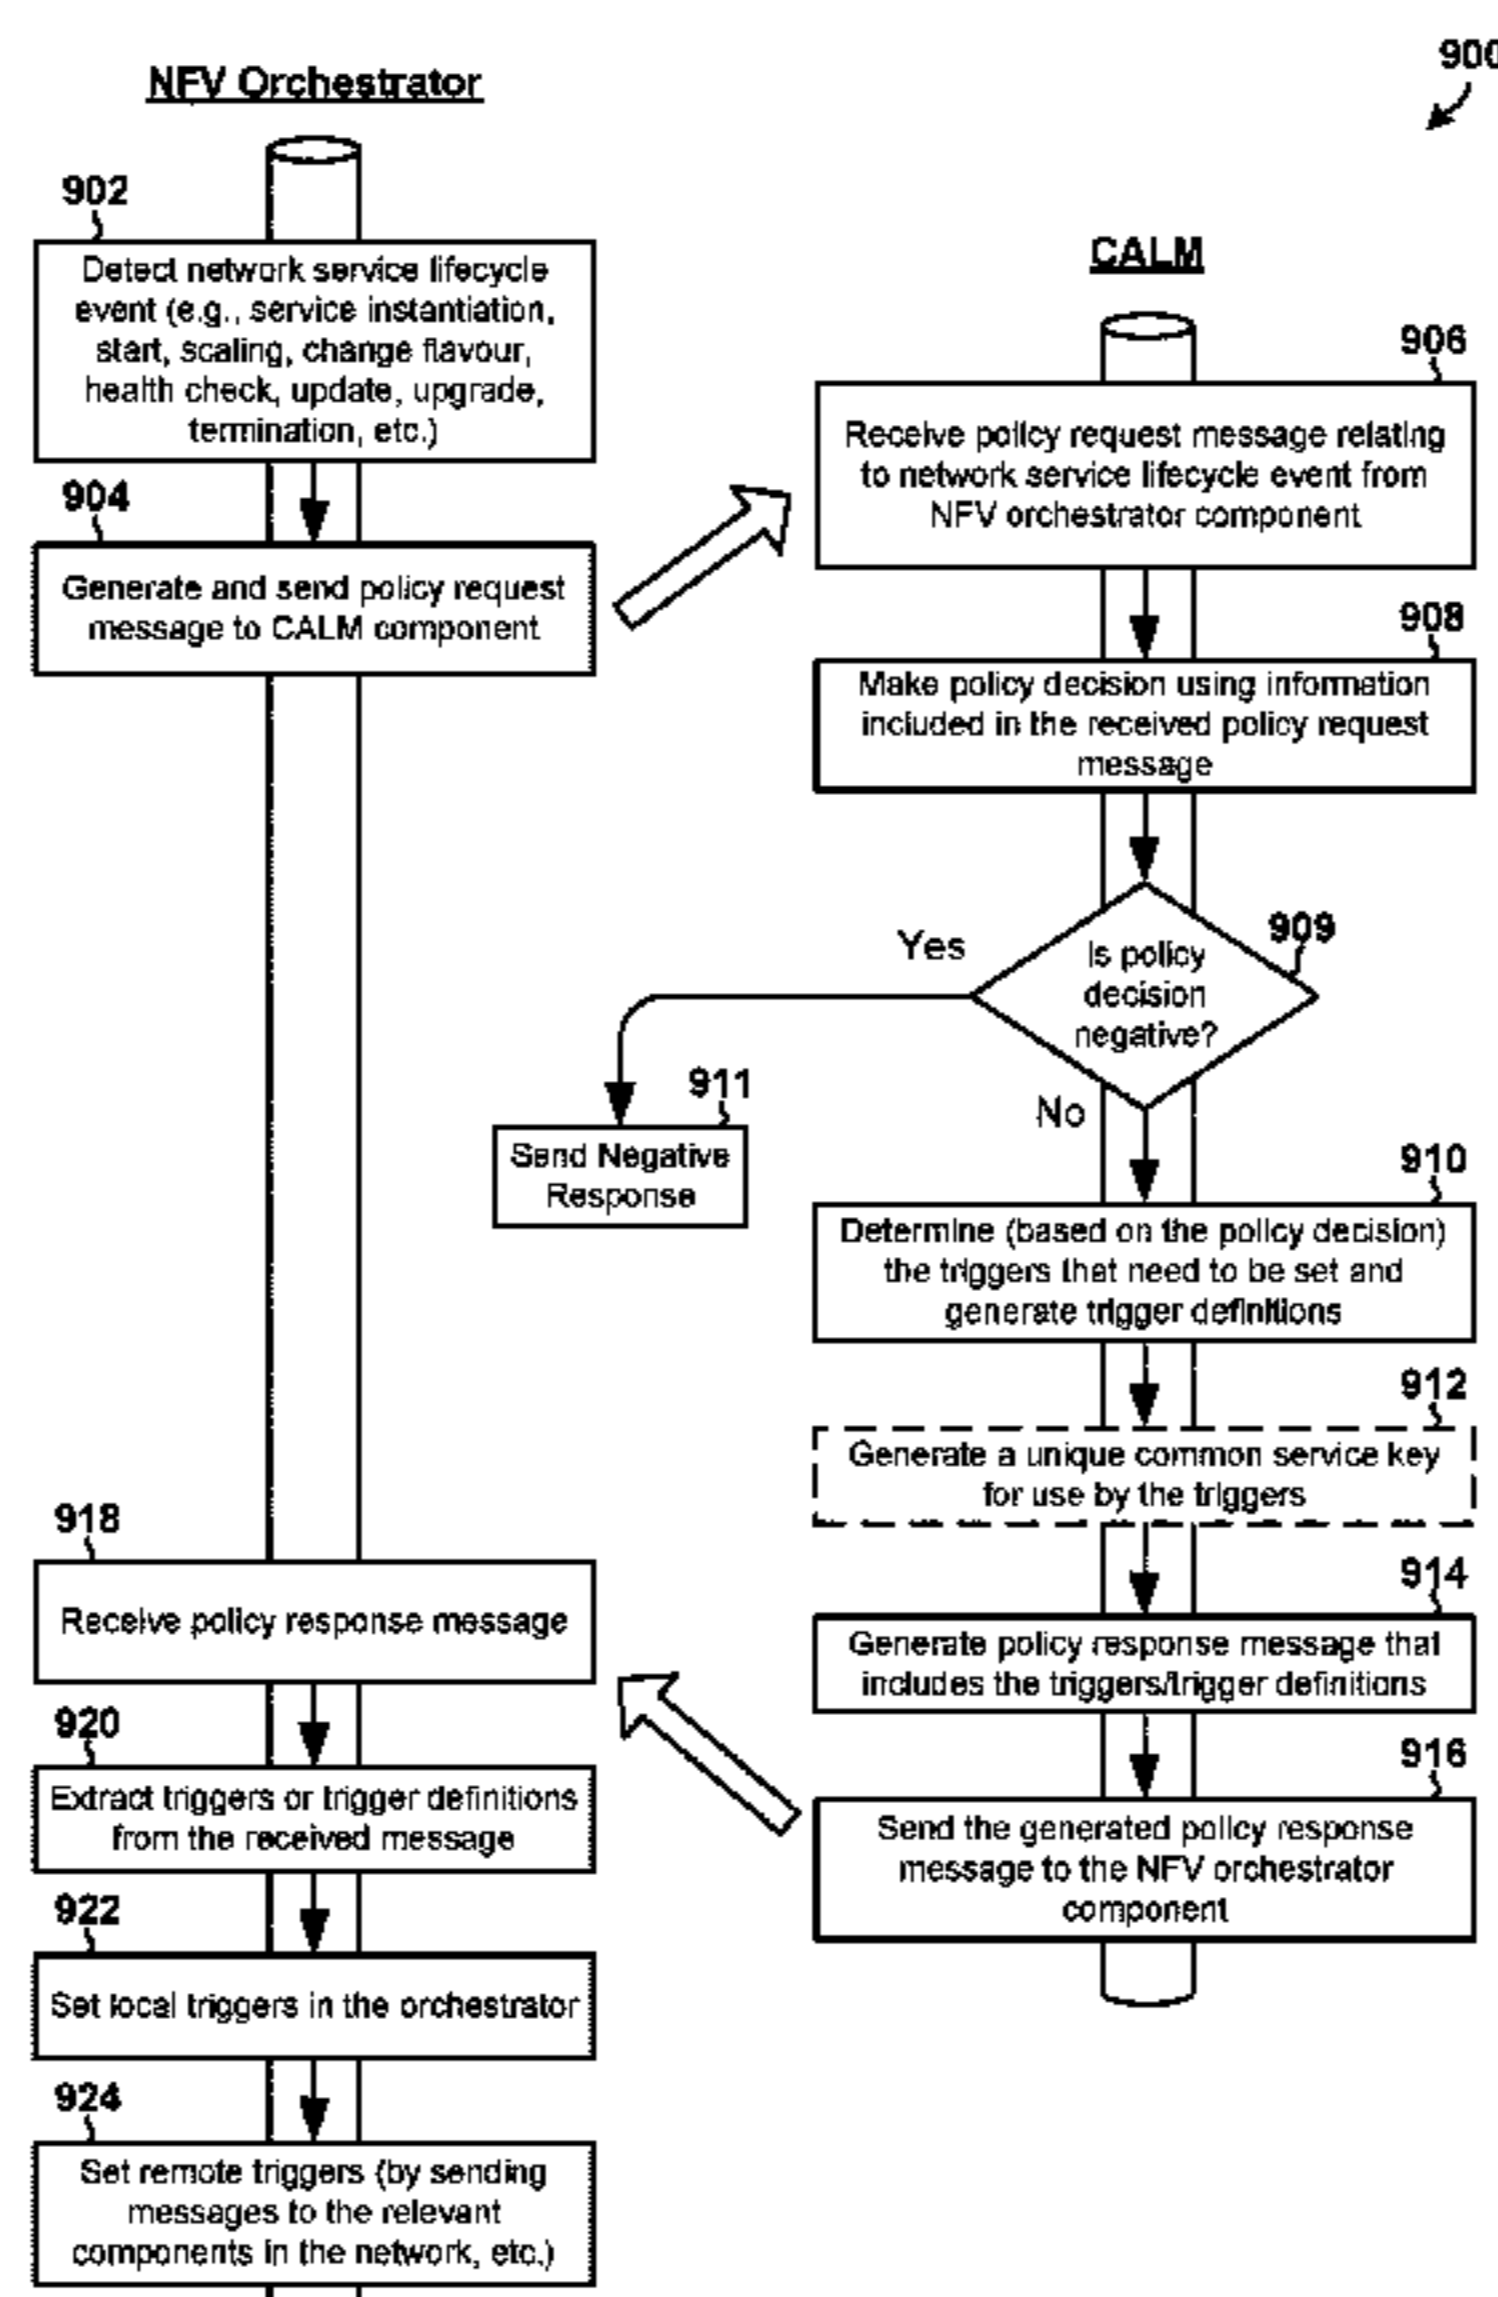 900
NFV Orchestrator
902
Detect network service lifecycle
event (e.g., service instantiation,
start, scaling, change flavour,
health check, update, upgrade,
termination, etc.)
904
Generate and send policy request
message to CALM component
CALM
906
Receive policy request message relating
to network service lifecycle event from
NFV orchestrator component
908
Make policy decision using information
included in the received policy request
message
909
Is policy
decision
negative?
Yes
No
911
Send Negative
Response
910
Determine (based on the policy decision)
the triggers that need to be set and
generate trigger definitions
912
Generate a unique common service key
for use by the triggers
914
Generate policy response message that
includes the triggers/trigger definitions
916
Send the generated policy response
message to the NFV orchestrator
component
918
Receive policy response message
920
Extract triggers or trigger definitions
from the received message
922
Set local triggers in the orchestrator
924
Set remote triggers (by sending
messages to the relevant
components in the network, etc.)